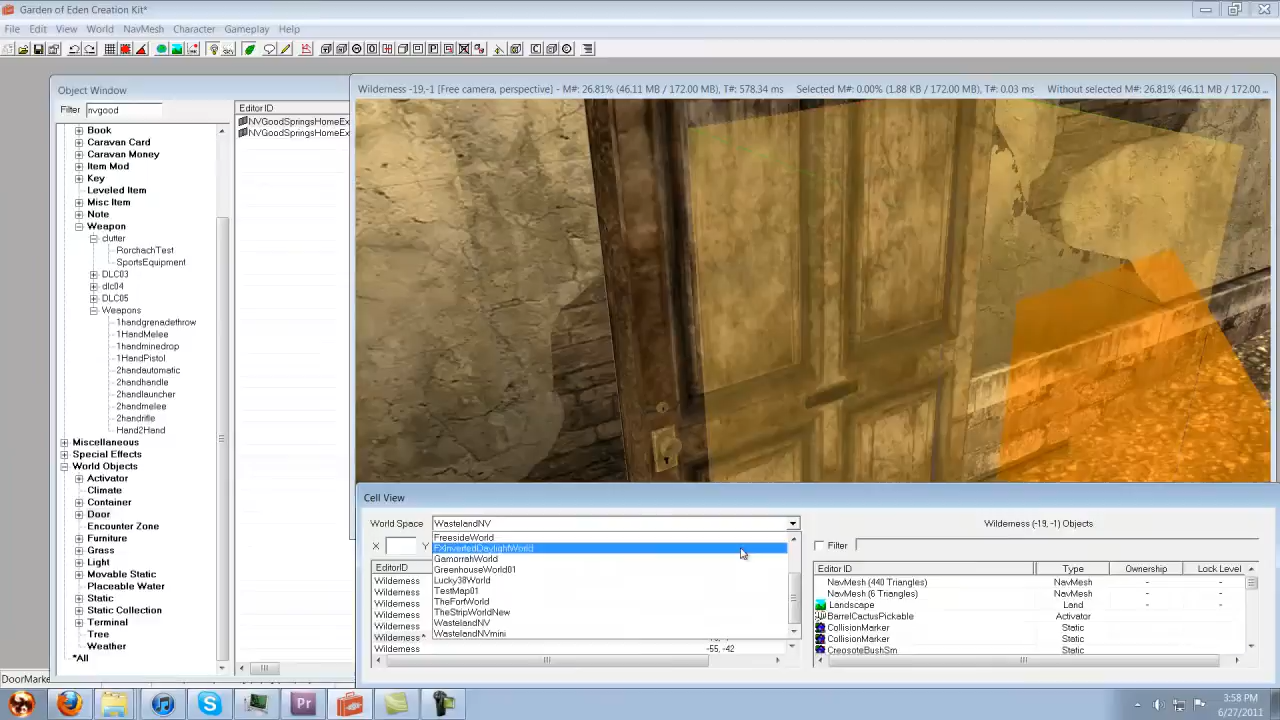 Garden of Eden Creation Kit*
File Edit View World NavMesh Character Gameplay Help
Object Window
Filter nvgood
Editor ID
NVGoodSpringsHomeEx
NVGoodSpringsHomeEx
Book
Caravan Card
Caravan Money
Item Mod
Key
Leveled Item
Misc Item
Note
Weapon
clutter
RorchachTest
SportsEquipment
DLC03
dlc04
DLC05
Weapons
1handgrenadethrow
1HandMelee
1handminedrop
1HandPistol
2handautomatic
2handhandle
2handlauncher
2handmelee
2handrifle
Hand2Hand
Miscellaneous
Special Effects
World Objects
Activator
Climate
Container
Door
Encounter Zone
Furniture
Grass
Light
Movable Static
Placeable Water
Static
Static Collection
Terminal
Tree
Weather
*All
DoorMarke
Wilderness -19,-1 [Free camera, perspective] - M#: 26.81% (46.11 MB / 172.00 MB), T#: 578.34 ms
Selected M#: 0.00% (1.88 KB / 172.00 MB), T#: 0.03 ms
Without selected M#: 26.81% (46.11 MB / 172.00 ...
Cell View
World Space WastelandNV
X Y
EditorID
FreesideWorld
FXInvertedDaylightWorld
GamorrahWorld
GreenhouseWorld01
Lucky38World
TestMap01
TheFortWorld
TheStripWorldNew
WastelandNV
WastelandNVmini
Wilderness
Wilderness
Wilderness
Wilderness
Wilderness
Wilderness *
Wilderness -55, -42
Wilderness (-19, -1) Objects
Filter
Editor ID Type Ownership Lock Level
NavMesh (440 Triangles) NavMesh - -
NavMesh (6 Triangles) NavMesh - -
Landscape Land - -
BarrelCactusPickable Activator
CollisionMarker Static
CollisionMarker Static
CreosoteBushSm Static
Pr
3:58 PM
6/27/2011